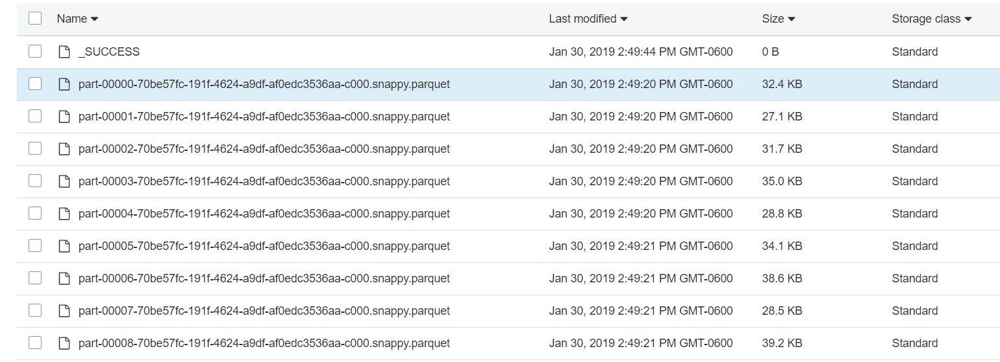 Name Last modified Size Storage class
_SUCCESS Jan 30, 2019 2:49:44 PM GMT-0600 0 B Standard
part-00000-70be57fc-191f-4624-a9df-af0edc3536aa-c000.snappy.parquet Jan 30, 2019 2:49:20 PM GMT-0600 32.4 KB Standard
part-00001-70be57fc-191f-4624-a9df-af0edc3536aa-c000.snappy.parquet Jan 30, 2019 2:49:20 PM GMT-0600 27.1 KB Standard
part-00002-70be57fc-191f-4624-a9df-af0edc3536aa-c000.snappy.parquet Jan 30, 2019 2:49:20 PM GMT-0600 31.7 KB Standard
part-00003-70be57fc-191f-4624-a9df-af0edc3536aa-c000.snappy.parquet Jan 30, 2019 2:49:20 PM GMT-0600 35.0 KB Standard
part-00004-70be57fc-191f-4624-a9df-af0edc3536aa-c000.snappy.parquet Jan 30, 2019 2:49:20 PM GMT-0600 28.8 KB Standard
part-00005-70be57fc-191f-4624-a9df-af0edc3536aa-c000.snappy.parquet Jan 30, 2019 2:49:21 PM GMT-0600 34.1 KB Standard
part-00006-70be57fc-191f-4624-a9df-af0edc3536aa-c000.snappy.parquet Jan 30, 2019 2:49:21 PM GMT-0600 38.6 KB Standard
part-00007-70be57fc-191f-4624-a9df-af0edc3536aa-c000.snappy.parquet Jan 30, 2019 2:49:21 PM GMT-0600 28.5 KB Standard
part-00008-70be57fc-191f-4624-a9df-af0edc3536aa-c000.snappy.parquet Jan 30, 2019 2:49:21 PM GMT-0600 39.2 KB Standard